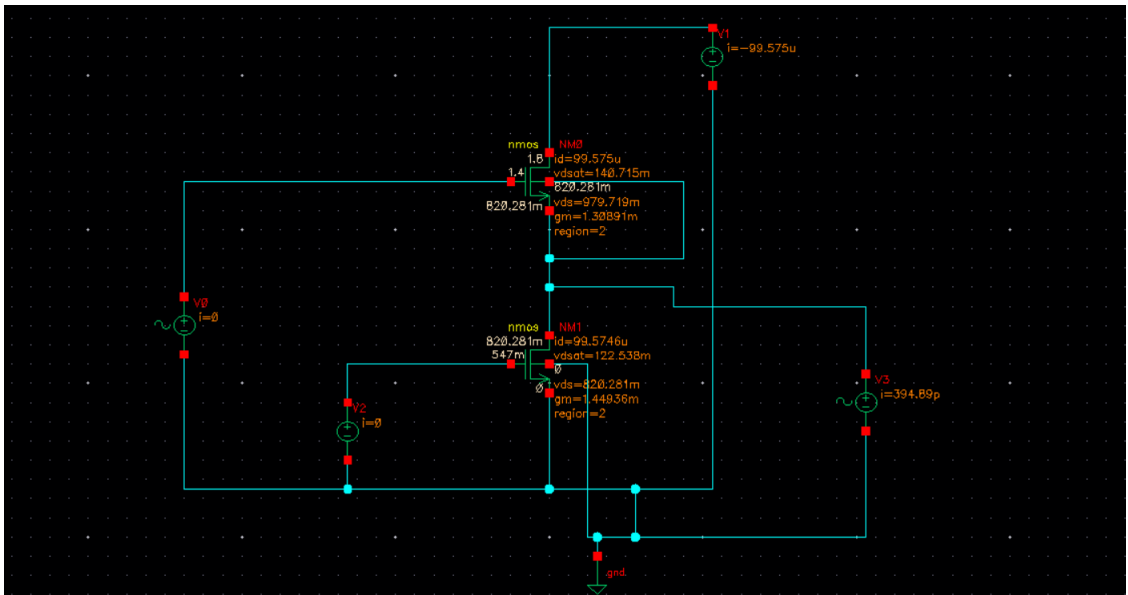 V1
i=-99.575u
nmos NM0
1.8 id=99.575u
1.4 vdsat=140.715m
820.281m
820.281m vds=979.719m
gm=1.30891m
region=2
V0
i=0
nmos NM1
820.281m id=99.5746u
547m vdsat=122.538m
0
0 vds=820.281m
gm=1.44936m
region=2
V3
i=394.89p
V2
i=0
gnd